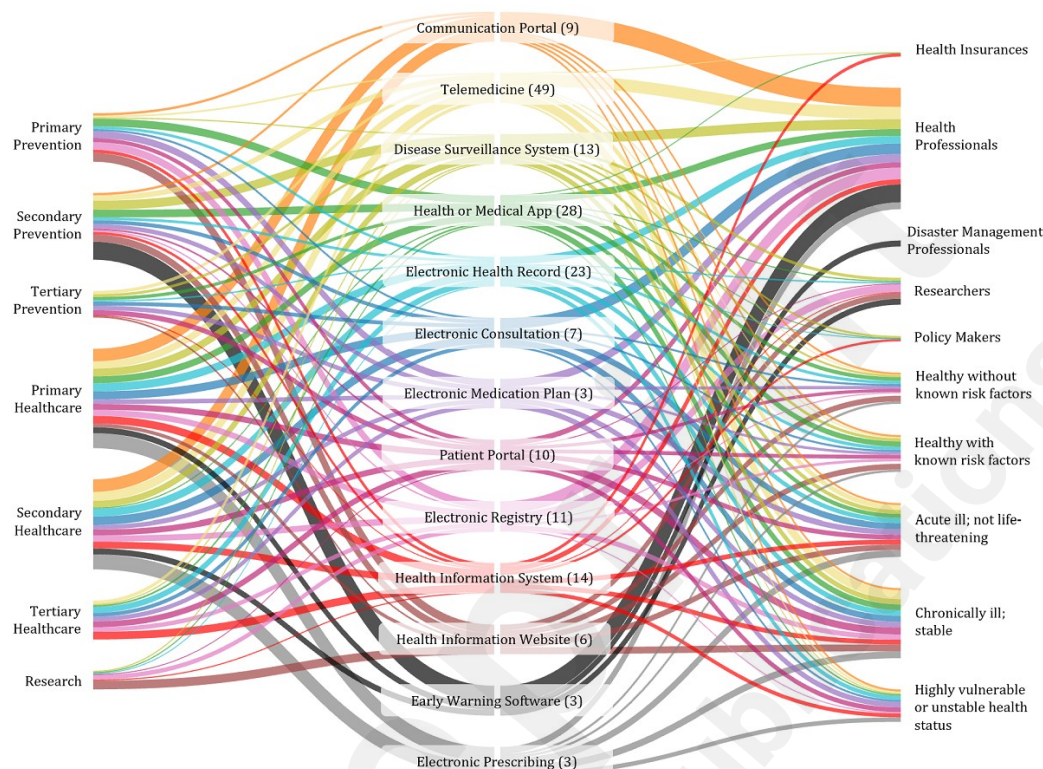 Primary
Prevention
Secondary
Prevention
Tertiary
Prevention
Primary
Healthcare
Secondary
Healthcare
Tertiary
Healthcare
Research
Communication Portal (9)
Telemedicine (49)
Disease Surveillance System (13)
Health or Medical App (28)
Electronic Health Record (23)
Electronic Consultation (7)
Electronic Medication Plan (3)
Patient Portal (10)
Electronic Registry (11)
Health Information System (14)
Health Information Website (6)
Early Warning Software (3)
Electronic Prescribing (3)
Health Insurances
Health
Professionals
Disaster Management
Professionals
Researchers
Policy Makers
Healthy without
known risk factors
Healthy with
known risk factors
Acute ill; not life-
threatening
Chronically ill;
stable
Highly vulnerable
or unstable health
status